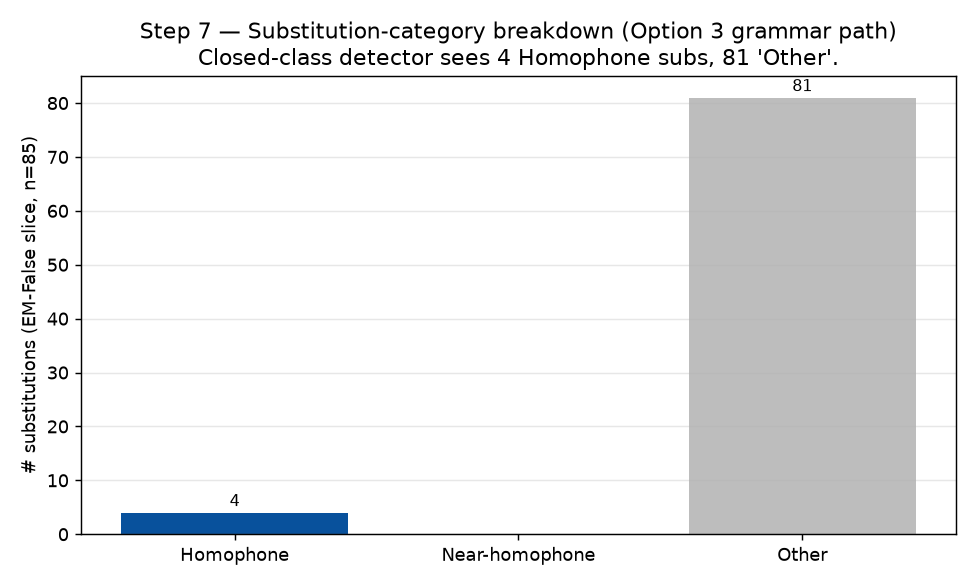 Step 7 — Substitution-category breakdown (Option 3 grammar path)
Closed-class detector sees 4 Homophone subs, 81 'Other'.
# substitutions (EM-False slice, n=85)
80
70
60
50
40
30
20
10
0
4
81
Homophone
Near-homophone
Other